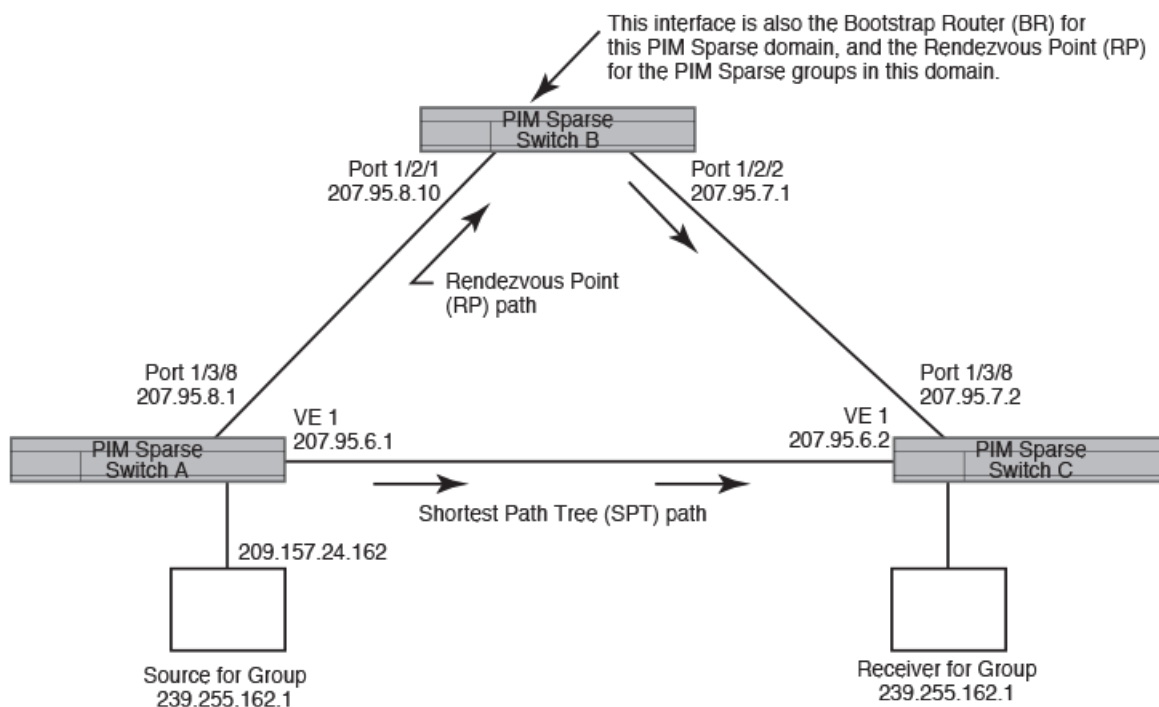 This interface is also the Bootstrap Router (BR) for
this PIM Sparse domain, and the Rendezvous Point (RP)
for the PIM Sparse groups in this domain.
PIM Sparse
Switch B
Port 1/2/1
207.95.8.10
Port 1/2/2
207.95.7.1
Rendezvous Point
(RP) path
Port 1/3/8
207.95.8.1
Port 1/3/8
207.95.7.2
VE 1
207.95.6.1
VE 1
207.95.6.2
PIM Sparse
Switch A
PIM Sparse
Switch C
Shortest Path Tree (SPT) path
209.157.24.162
Source for Group
239.255.162.1
Receiver for Group
239.255.162.1